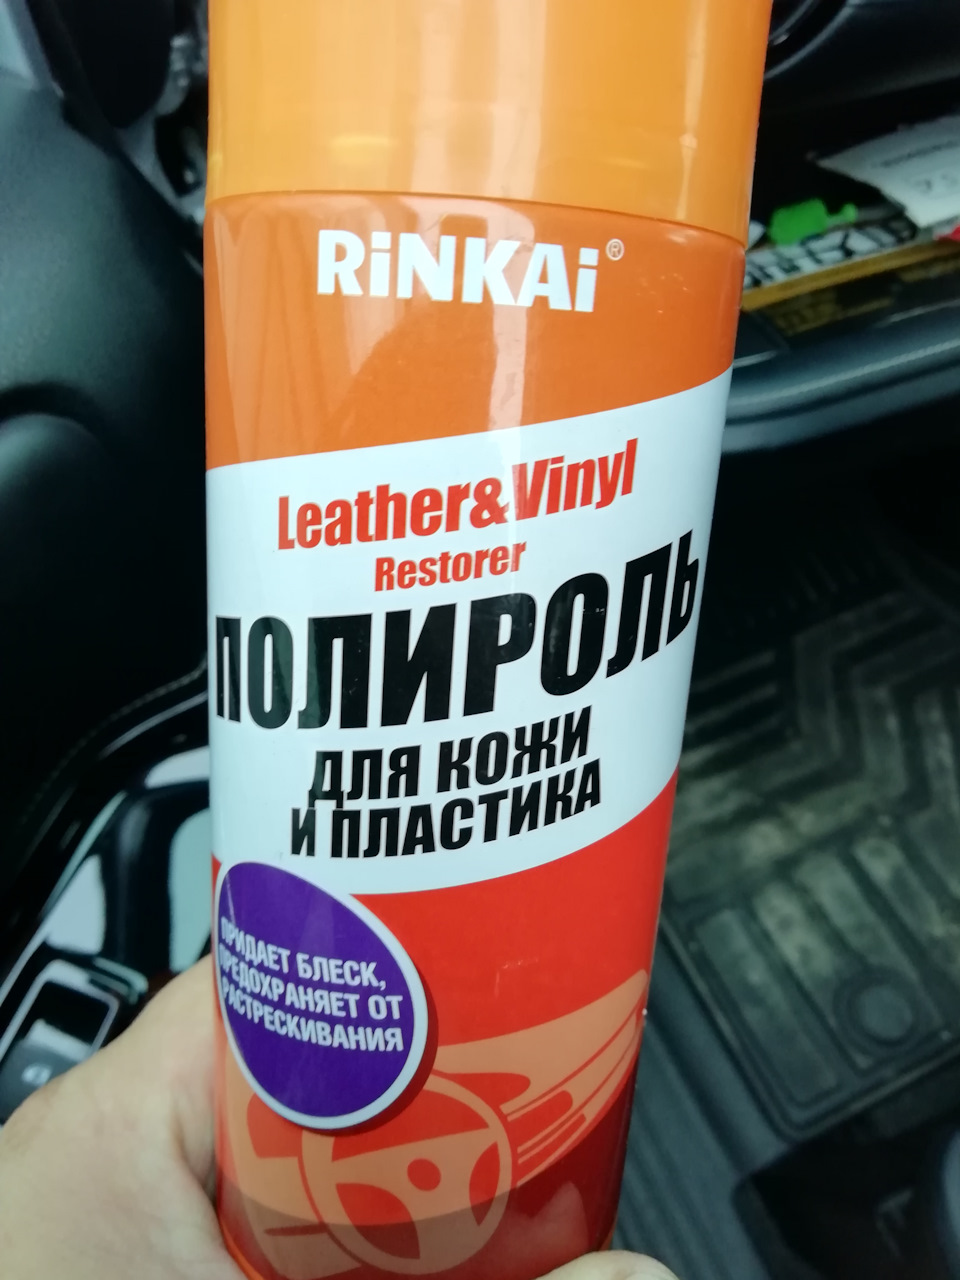 RiNKAi®
Leather&Vinyl
Restorer
ПОЛИРОЛЬ
ДЛЯ КОЖИ
И ПЛАСТИКА
ПРИДАЕТ БЛЕСК,
ПРЕДОХРАНЯЕТ ОТ
РАСТРЕСКИВАНИЯ